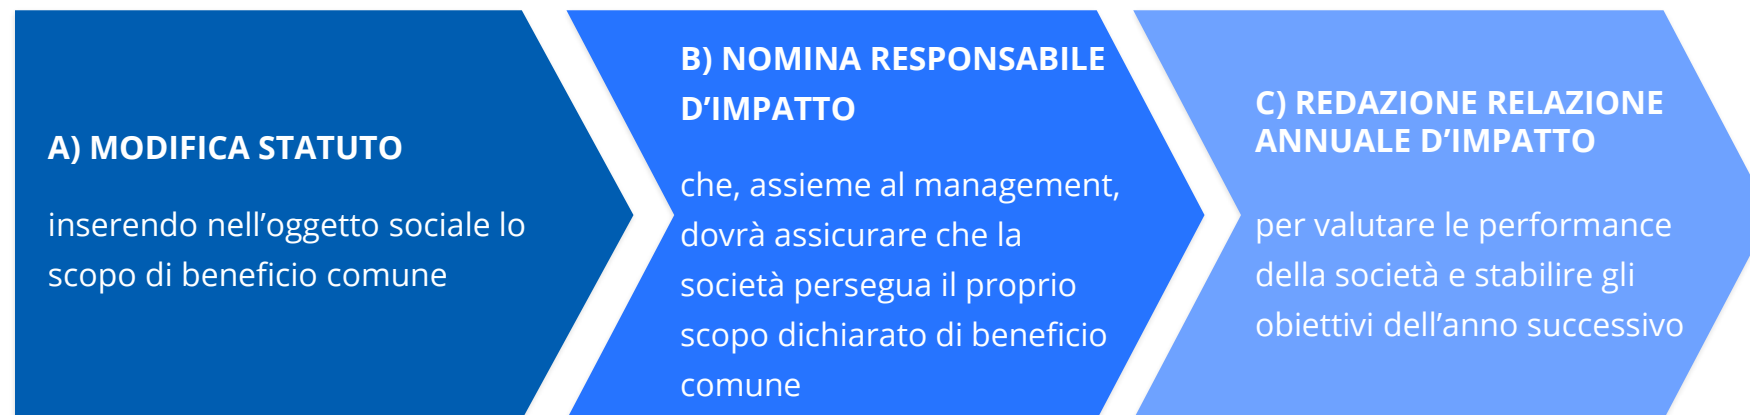 A) MODIFICA STATUTO
inserendo nell’oggetto sociale lo
scopo di beneficio comune
B) NOMINA RESPONSABILE
D’IMPATTO
che, assieme al management,
dovrà assicurare che la
società persegua il proprio
scopo dichiarato di beneficio
comune
C) REDAZIONE RELAZIONE
ANNUALE D’IMPATTO
per valutare le performance
della società e stabilire gli
obiettivi dell’anno successivo